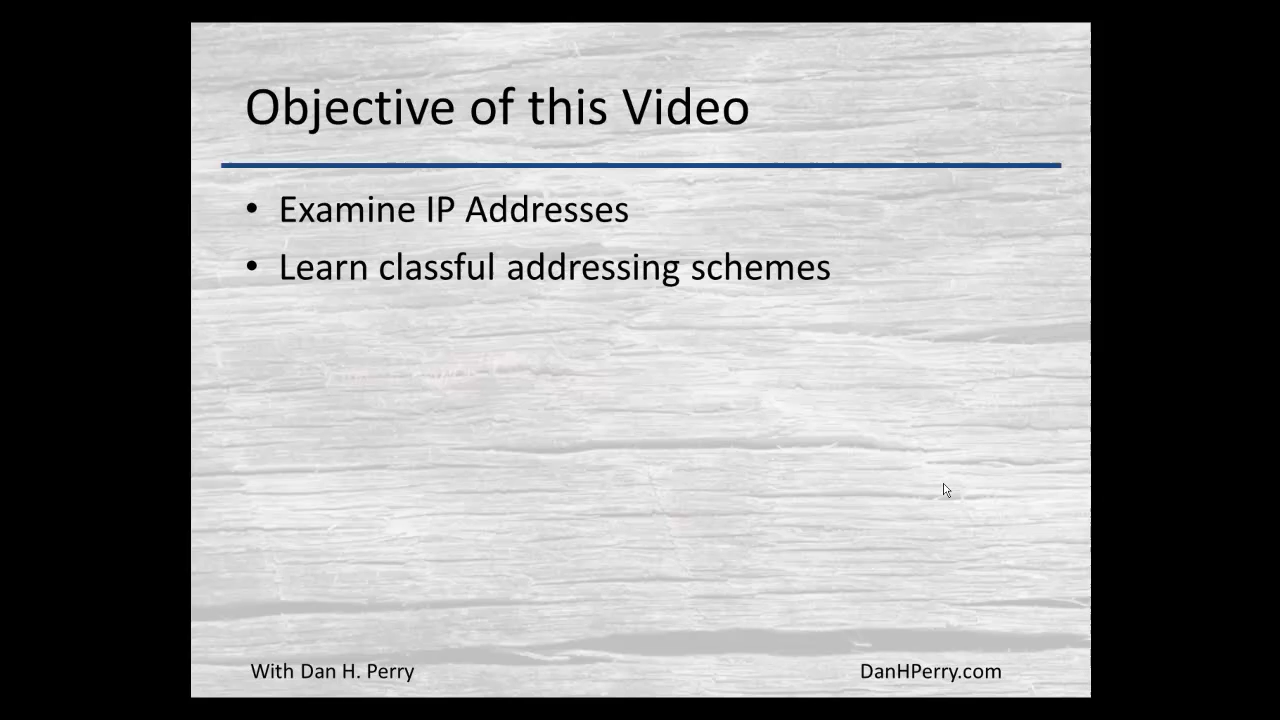 Objective of this Video
• Examine IP Addresses
• Learn classful addressing schemes
With Dan H. Perry
DanHPerry.com